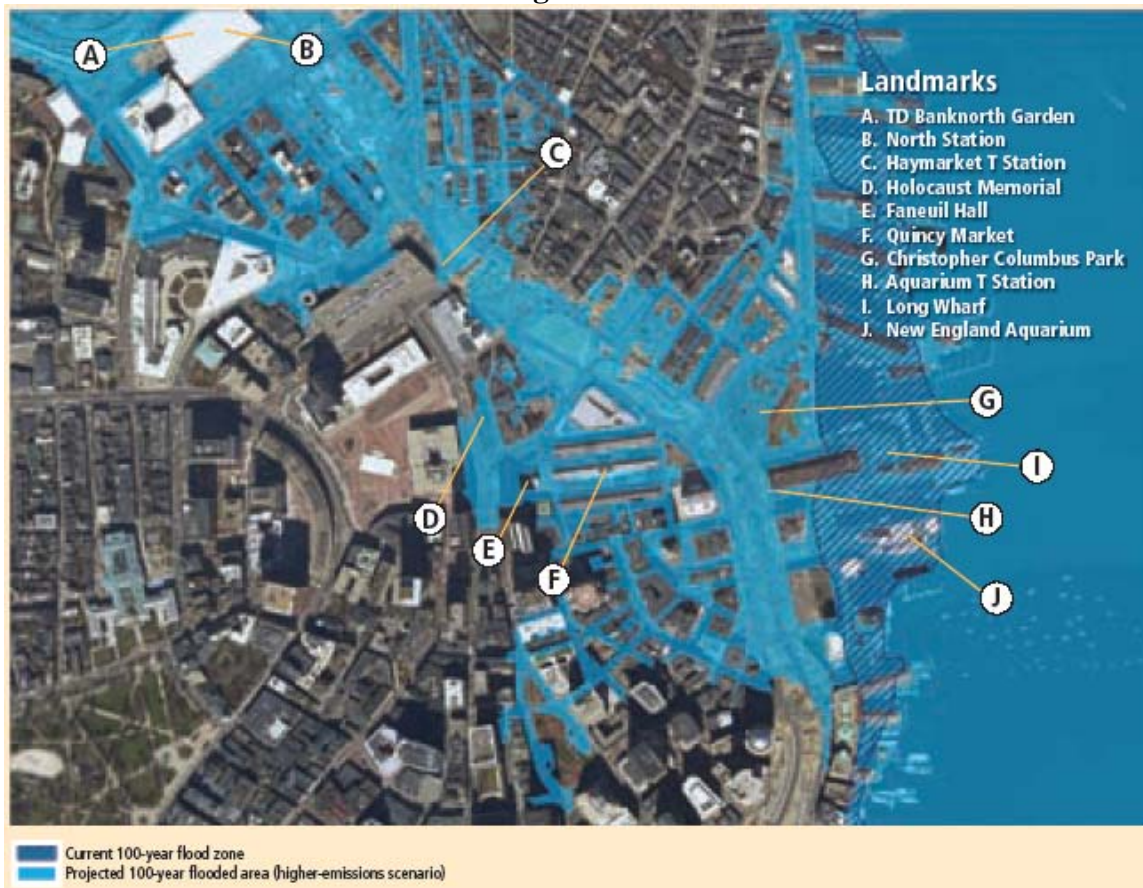 Landmarks
A. TD Banknorth Garden
B. North Station
C. Haymarket T Station
D. Holocaust Memorial
E. Faneuil Hall
F. Quincy Market
G. Christopher Columbus Park
H. Aquarium T Station
I. Long Wharf
J. New England Aquarium
A
B
C
G
I
D
H
E
F
J
Current 100-year flood zone
Projected 100-year flooded area (higher-emissions scenario)